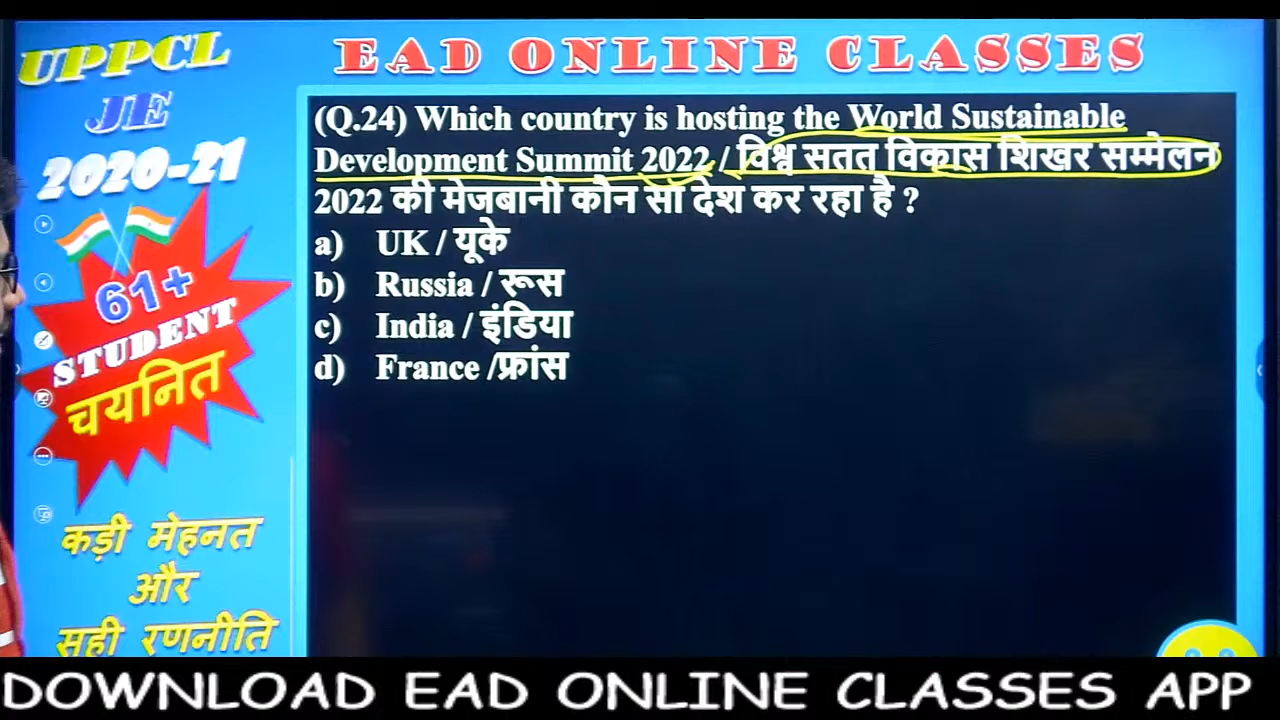 UPPCL
JE
2020-21
61+
STUDENT
चयनित
कड़ी मेहनत
और
सही रणनीति
EAD ONLINE CLASSES
(Q.24) Which country is hosting the World Sustainable
Development Summit 2022 / विश्व सतत विकास शिखर सम्मेलन
2022 की मेजबानी कौन सा देश कर रहा है ?
a) UK / यूके
b) Russia / रूस
c) India / इंडिया
d) France /फ्रांस
DOWNLOAD EAD ONLINE CLASSES APP